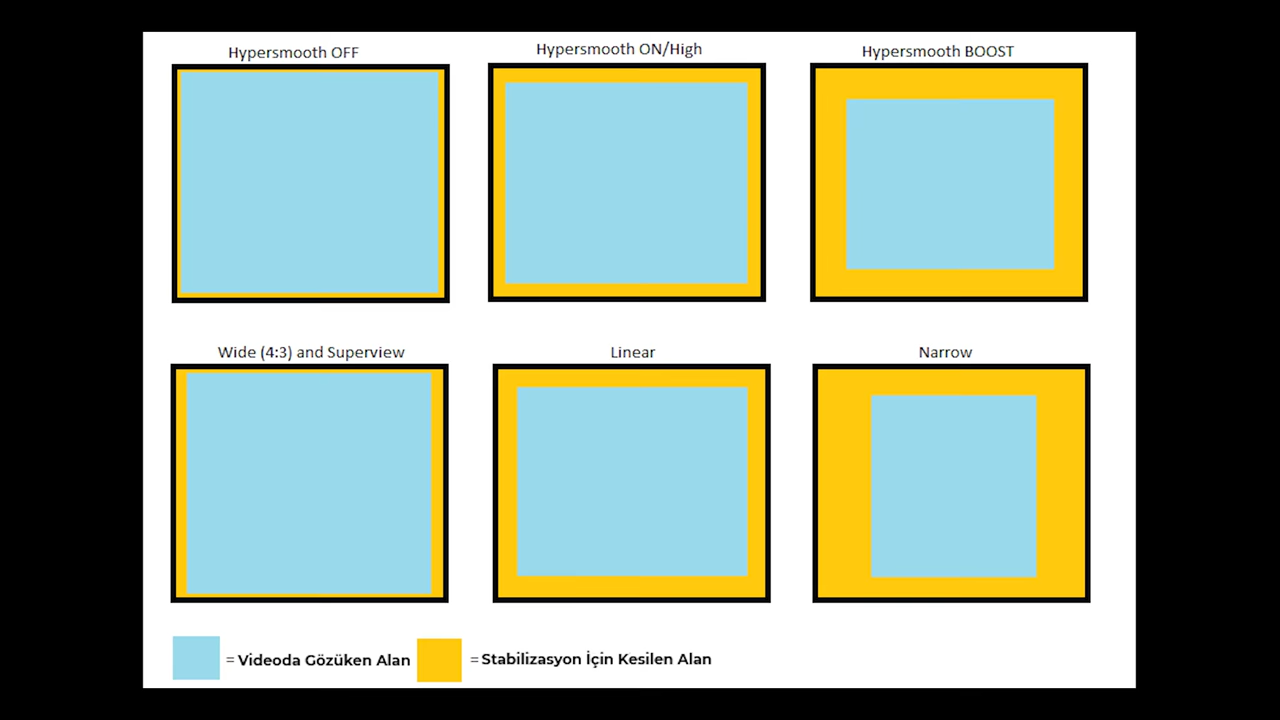 Hypersmooth OFF
Hypersmooth ON/High
Hypersmooth BOOST
Wide (4:3) and Superview
Linear
Narrow
= Videoda Gözüken Alan
= Stabilizasyon İçin Kesilen Alan